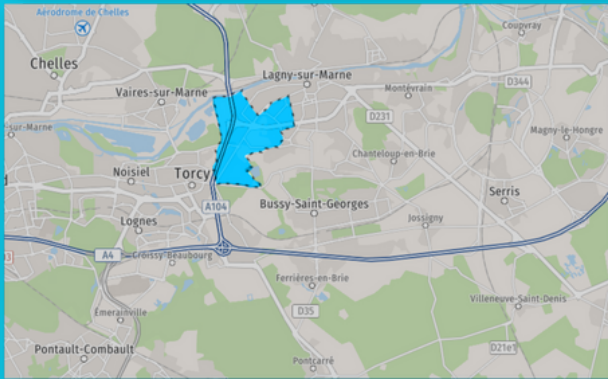 Aérodrome de Chelles
Coupvray
Chelles
Lagny-sur-Marne
D344
Vaires-sur-Marne
Montévrain
D231
-sur-Marne
Magny-le-Hongre
Chanteloup-en-Brie
Noisiel
Torcy
Serris
A104
Bussy-Saint-Georges
Lognes
Jossigny
A4
Croissy-Beaubourg
Ferrières-en-Brie
Villeneuve-Saint-Denis
Émerainville
D35
D21e1
Pontault-Combault
Pontcarré